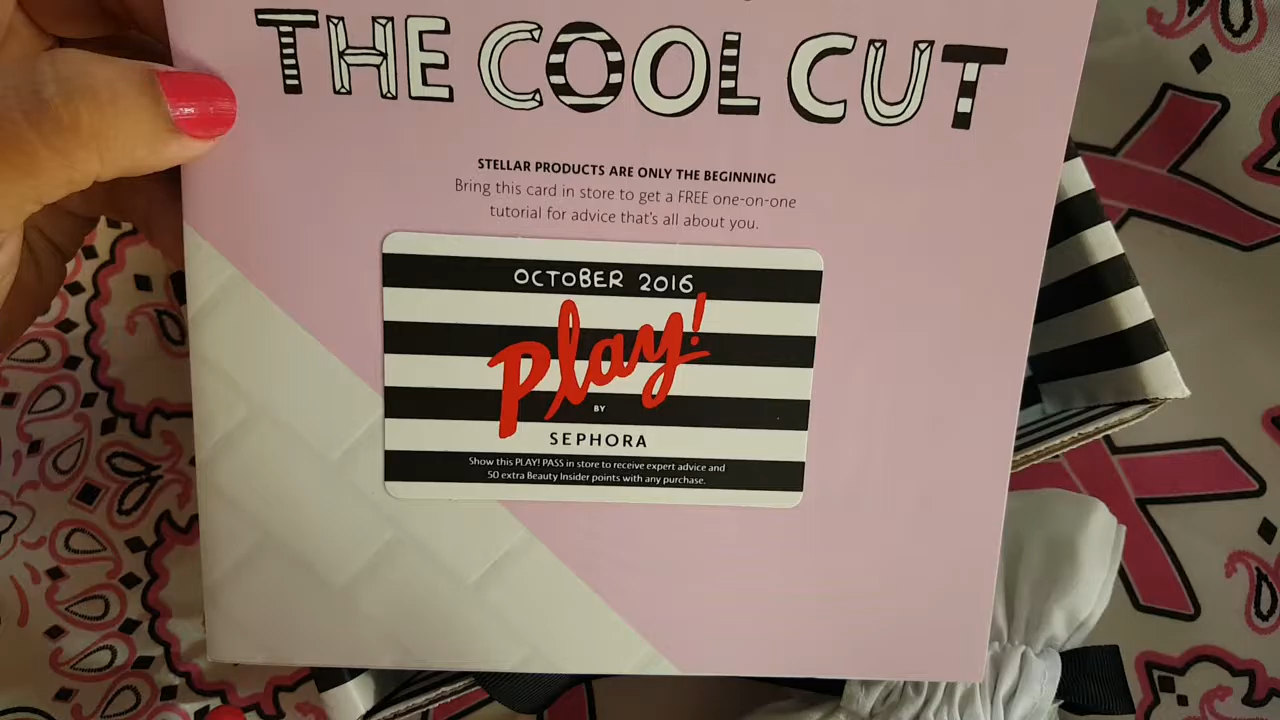 THE COOL CUT
STELLAR PRODUCTS ARE ONLY THE BEGINNING
Bring this card in store to get a FREE one-on-one
tutorial for advice that's all about you.
OCTOBER 2016
Play!
BY
SEPHORA
Show this PLAY! PASS in store to receive expert advice and
50 extra Beauty Insider points with any purchase.